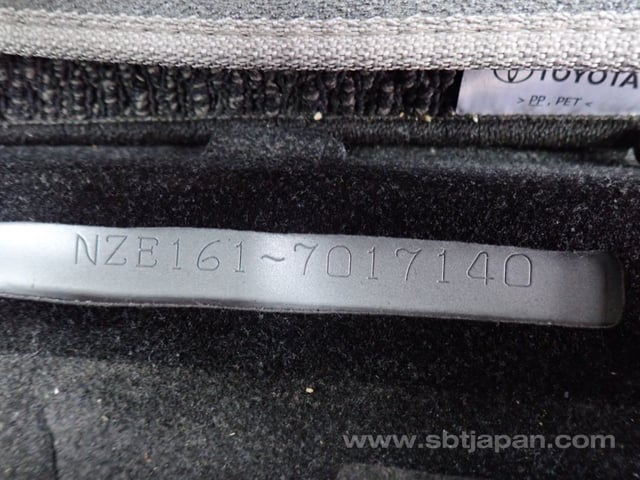 TOYOTA
> PP, PET <
NZE161~7017140
www.sbtjapan.com